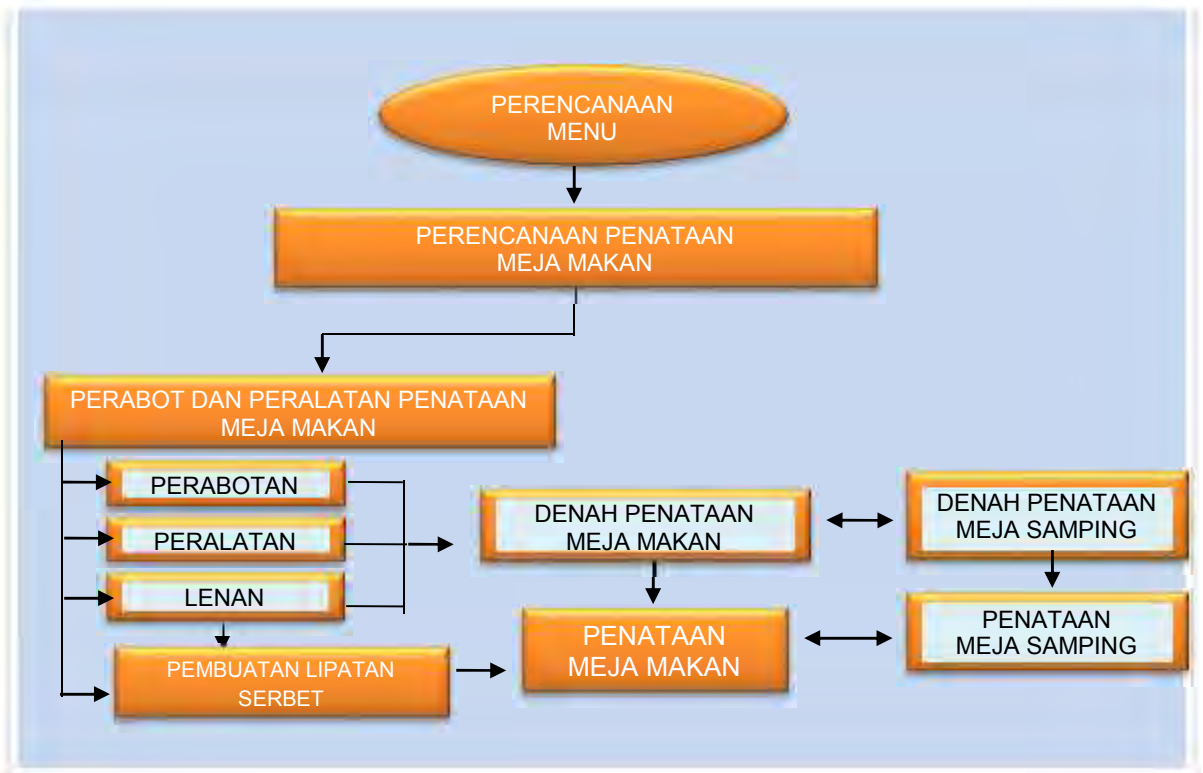 PERENCANAAN
MENU
PERENCANAAN PENATAAN
MEJA MAKAN
PERABOT DAN PERALATAN PENATAAN
MEJA MAKAN
PERABOTAN
PERALATAN
LENAN
PEMBUATAN LIPATAN
SERBET
DENAH PENATAAN
MEJA MAKAN
PENATAAN
MEJA MAKAN
DENAH PENATAAN
MEJA SAMPING
PENATAAN
MEJA SAMPING